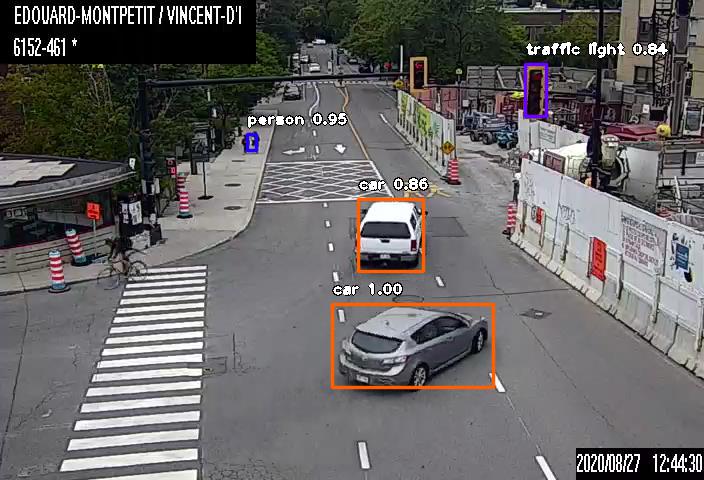 EDOUARD-MONTPETIT / VINCENT-D'I
6152-461 *
traffic light 0.84
person 0.95
car 0.86
car 1.00
2020/08/27 12:44:30